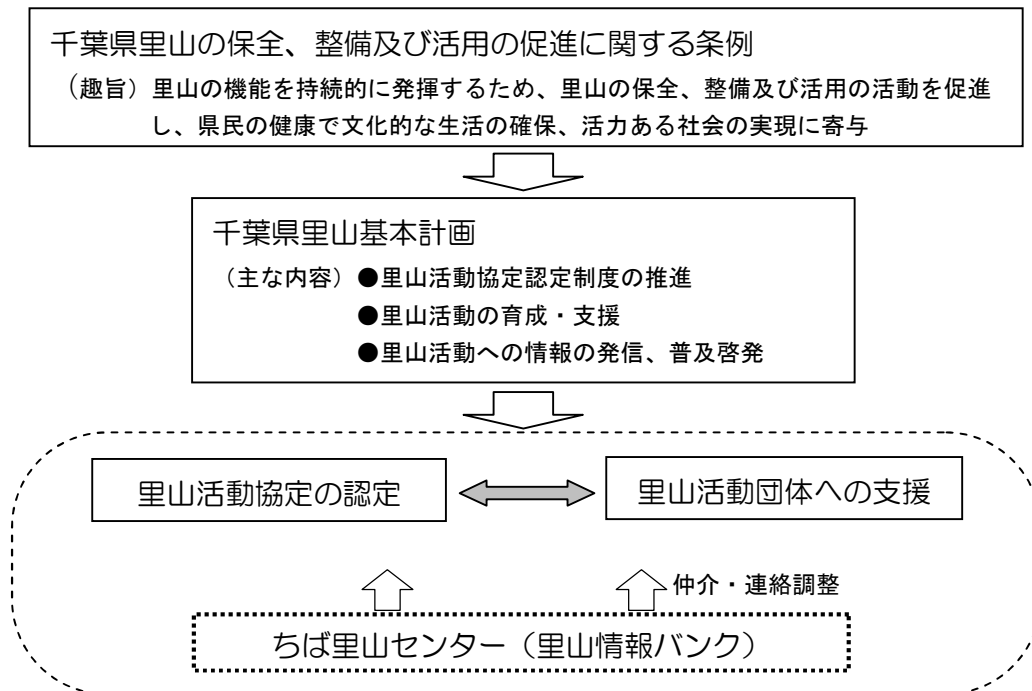 千葉県里山の保全、整備及び活用の促進に関する条例
（趣旨）里山の機能を持続的に発揮するため、里山の保全、整備及び活用の活動を促進
し、県民の健康で文化的な生活の確保、活力ある社会の実現に寄与
千葉県里山基本計画
（主な内容）●里山活動協定認定制度の推進
●里山活動の育成・支援
●里山活動への情報の発信、普及啓発
里山活動協定の認定
里山活動団体への支援
仲介・連絡調整
ちば里山センター（里山情報バンク）